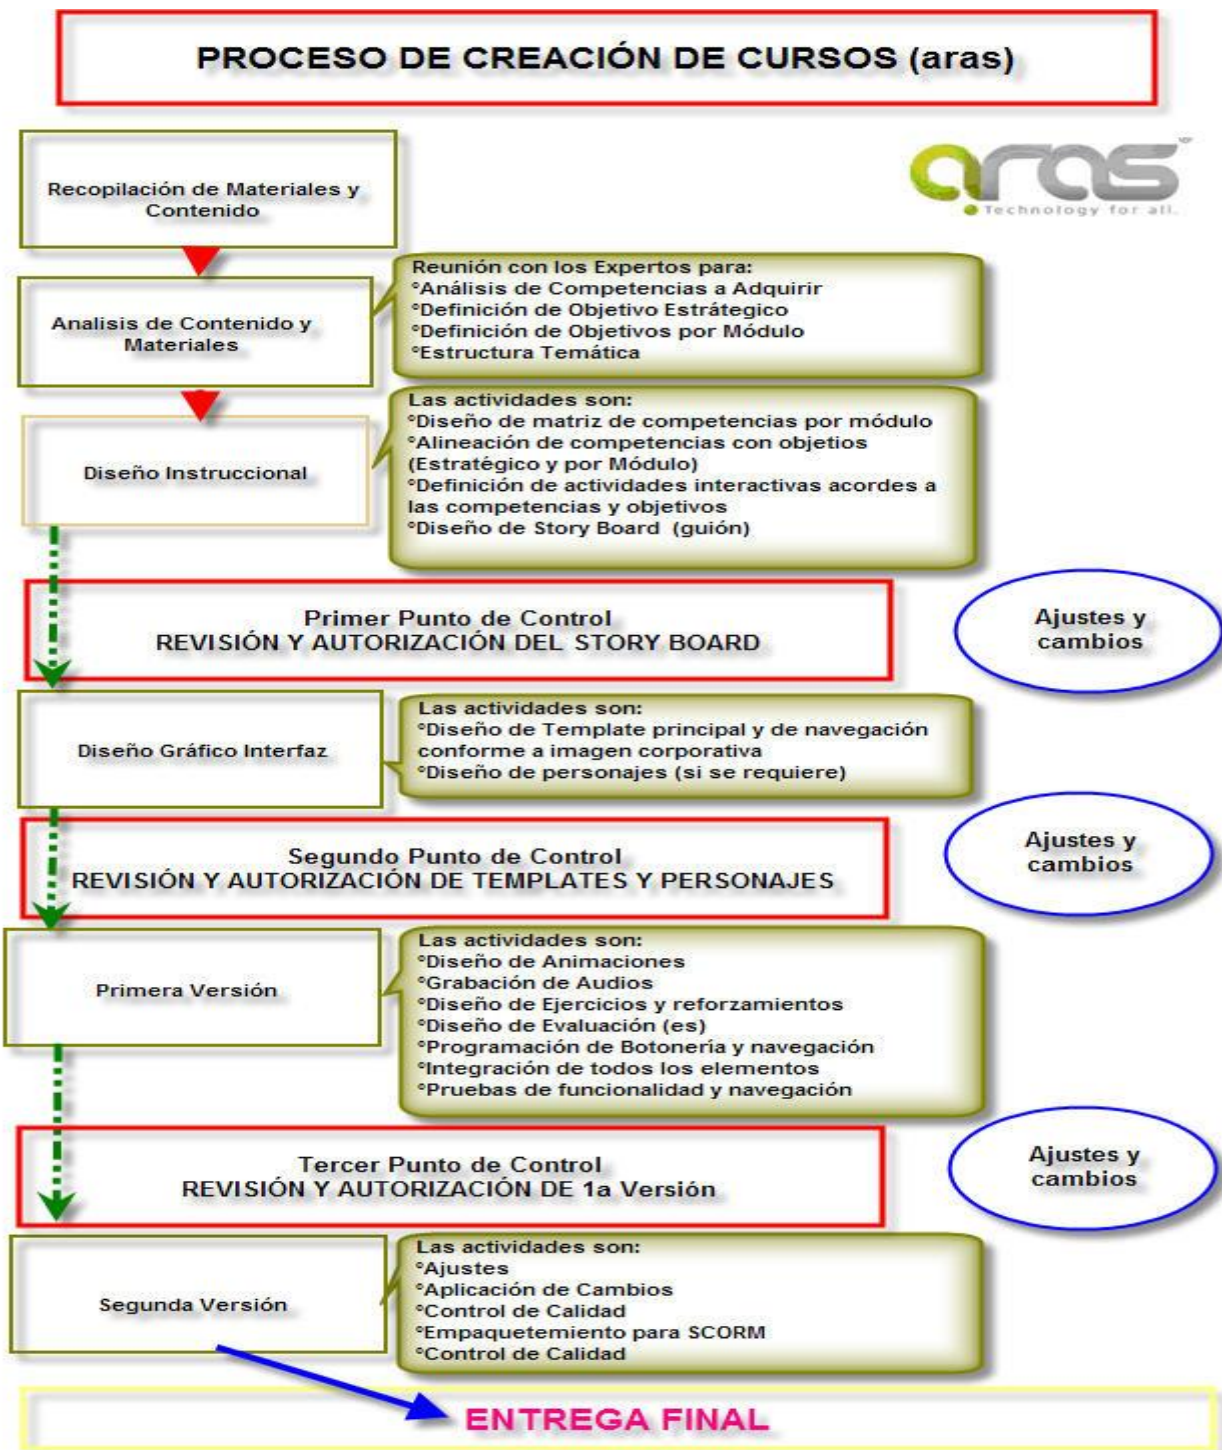 PROCESO DE CREACIÓN DE CURSOS (aras)
aras®
Technology for all.
Recopilación de Materiales y
Contenido
Analisis de Contenido y
Materiales
Reunión con los Expertos para:
°Análisis de Competencias a Adquirir
°Definición de Objetivo Estrátegico
°Definición de Objetivos por Módulo
°Estructura Temática
Diseño Instruccional
Las actividades son:
°Diseño de matriz de competencias por módulo
°Alineación de competencias con objetios
(Estratégico y por Módulo)
°Definición de actividades interactivas acordes a
las competencias y objetivos
°Diseño de Story Board (guión)
Primer Punto de Control
REVISIÓN Y AUTORIZACIÓN DEL STORY BOARD
Ajustes y
cambios
Diseño Gráfico Interfaz
Las actividades son:
°Diseño de Template principal y de navegación
conforme a imagen corporativa
°Diseño de personajes (si se requiere)
Segundo Punto de Control
REVISIÓN Y AUTORIZACIÓN DE TEMPLATES Y PERSONAJES
Ajustes y
cambios
Primera Versión
Las actividades son:
°Diseño de Animaciones
°Grabación de Audios
°Diseño de Ejercicios y reforzamientos
°Diseño de Evaluación (es)
°Programación de Botonería y navegación
°Integración de todos los elementos
°Pruebas de funcionalidad y navegación
Tercer Punto de Control
REVISIÓN Y AUTORIZACIÓN DE 1a Versión
Ajustes y
cambios
Segunda Versión
Las actividades son:
°Ajustes
°Aplicación de Cambios
°Control de Calidad
°Empaquetemiento para SCORM
°Control de Calidad
ENTREGA FINAL